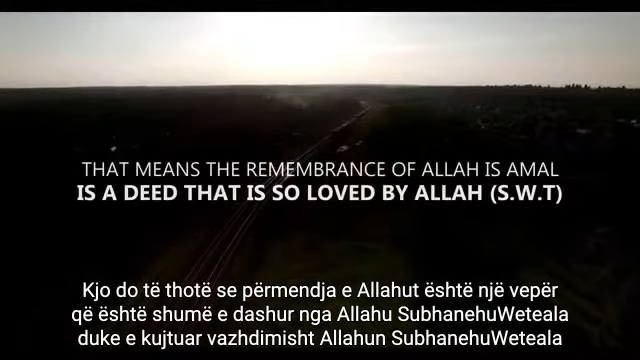 THAT MEANS THE REMEMBRANCE OF ALLAH IS AMAL
IS A DEED THAT IS SO LOVED BY ALLAH (S.W.T)
Kjo do të thotë se përmendja e Allahut është një vepër
që është shumë e dashur nga Allahu SubhanehuWeteala
duke e kujtuar vazhdimisht Allahun SubhanehuWeteala